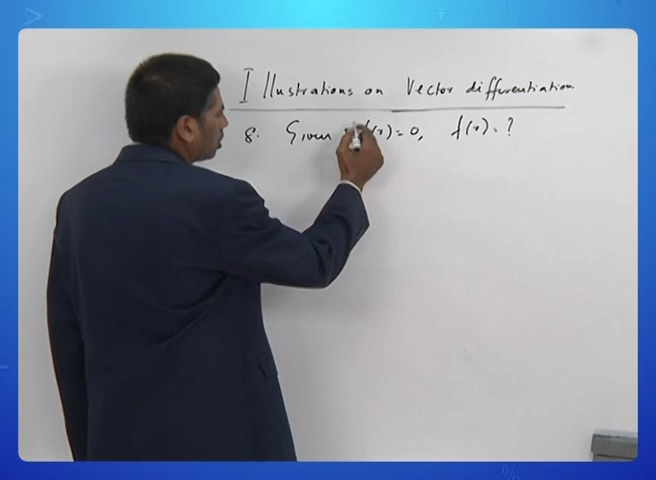 Illustrations on Vector differentiation
8. Given f(r)=0, f(r)=?